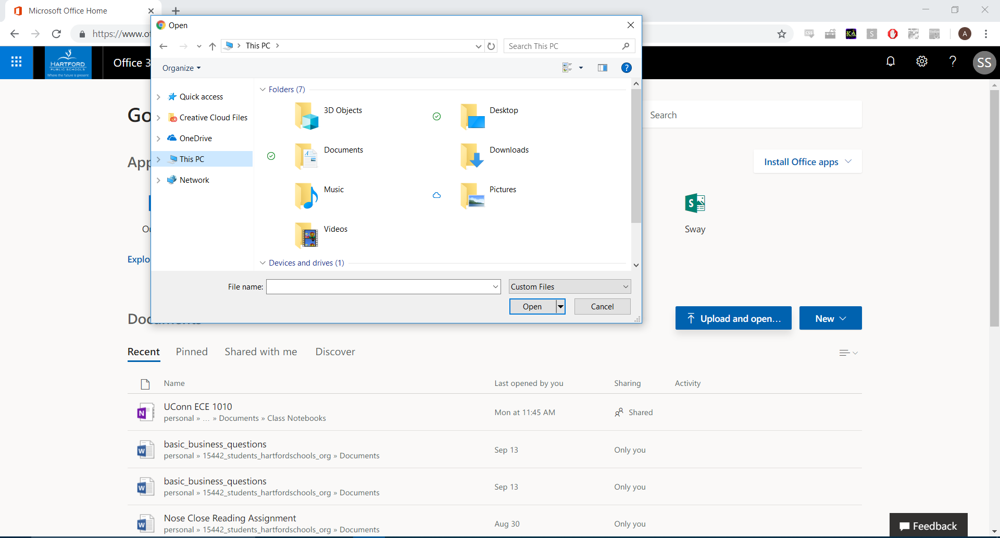 Microsoft Office Home
Open
https://www.of
This PC
Search This PC
HARTFORD
PUBLIC SCHOOLS
Where the future is present
Office 3
Organize
SS
A
Quick access
Creative Cloud Files
OneDrive
This PC
Network
Folders (7)
3D Objects
Desktop
Documents
Downloads
Music
Pictures
Videos
Devices and drives (1)
File name:
Custom Files
Open
Cancel
Go
Search
App
Install Office apps
Ou
Sway
Explo
Documents
Upload and open...
New
Recent
Pinned
Shared with me
Discover
Name
Last opened by you
Sharing
Activity
UConn ECE 1010
personal » ... » Documents » Class Notebooks
Mon at 11:45 AM
Shared
basic_business_questions
personal » 15442_students_hartfordschools_org » Documents
Sep 13
Only you
basic_business_questions
personal » 15442_students_hartfordschools_org » Documents
Sep 13
Only you
Nose Close Reading Assignment
personal » 15442_students_hartfordschools_org » Documents
Aug 30
Only you
Feedback